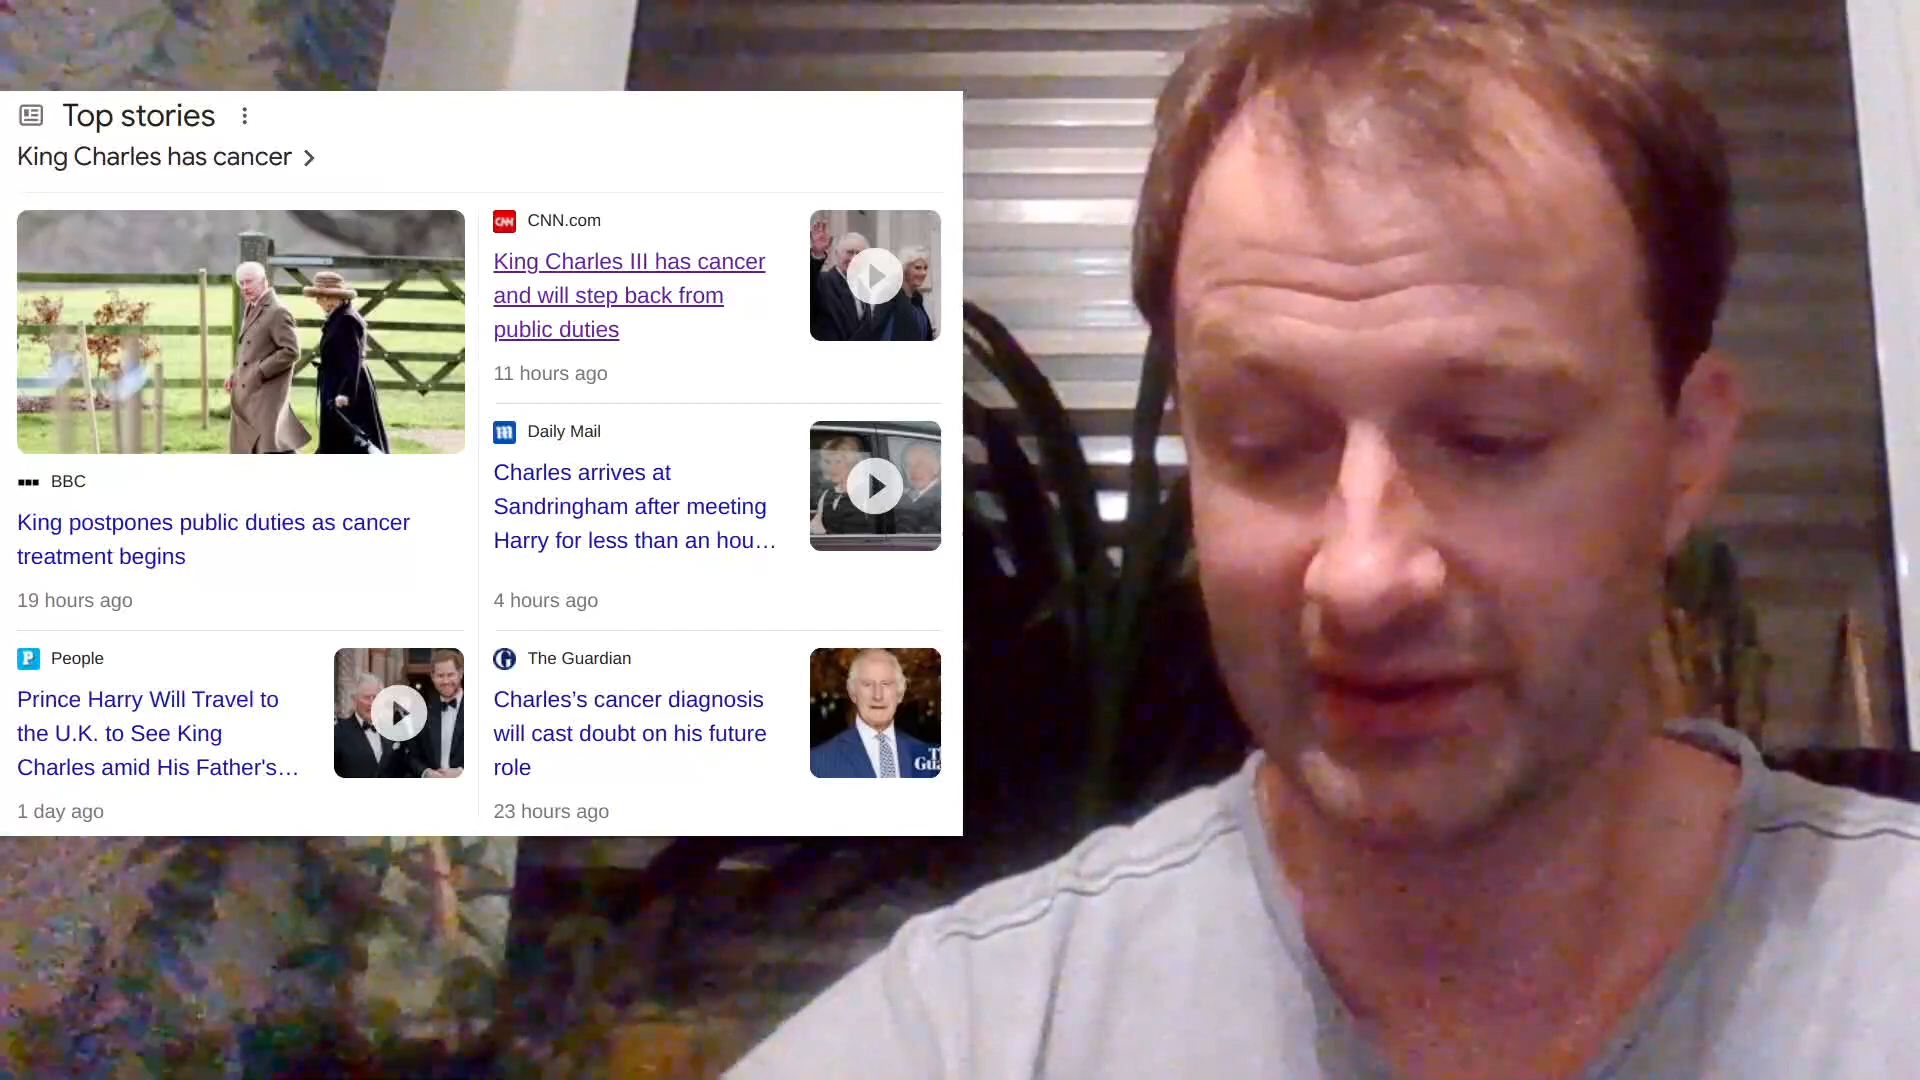 Top stories
King Charles has cancer
BBC
King postpones public duties as cancer
treatment begins
19 hours ago
People
Prince Harry Will Travel to
the U.K. to See King
Charles amid His Father's…
1 day ago
CNN
CNN.com
King Charles III has cancer
and will step back from
public duties
11 hours ago
m
Daily Mail
Charles arrives at
Sandringham after meeting
Harry for less than an hou…
4 hours ago
G
The Guardian
Charles’s cancer diagnosis
will cast doubt on his future
role
23 hours ago